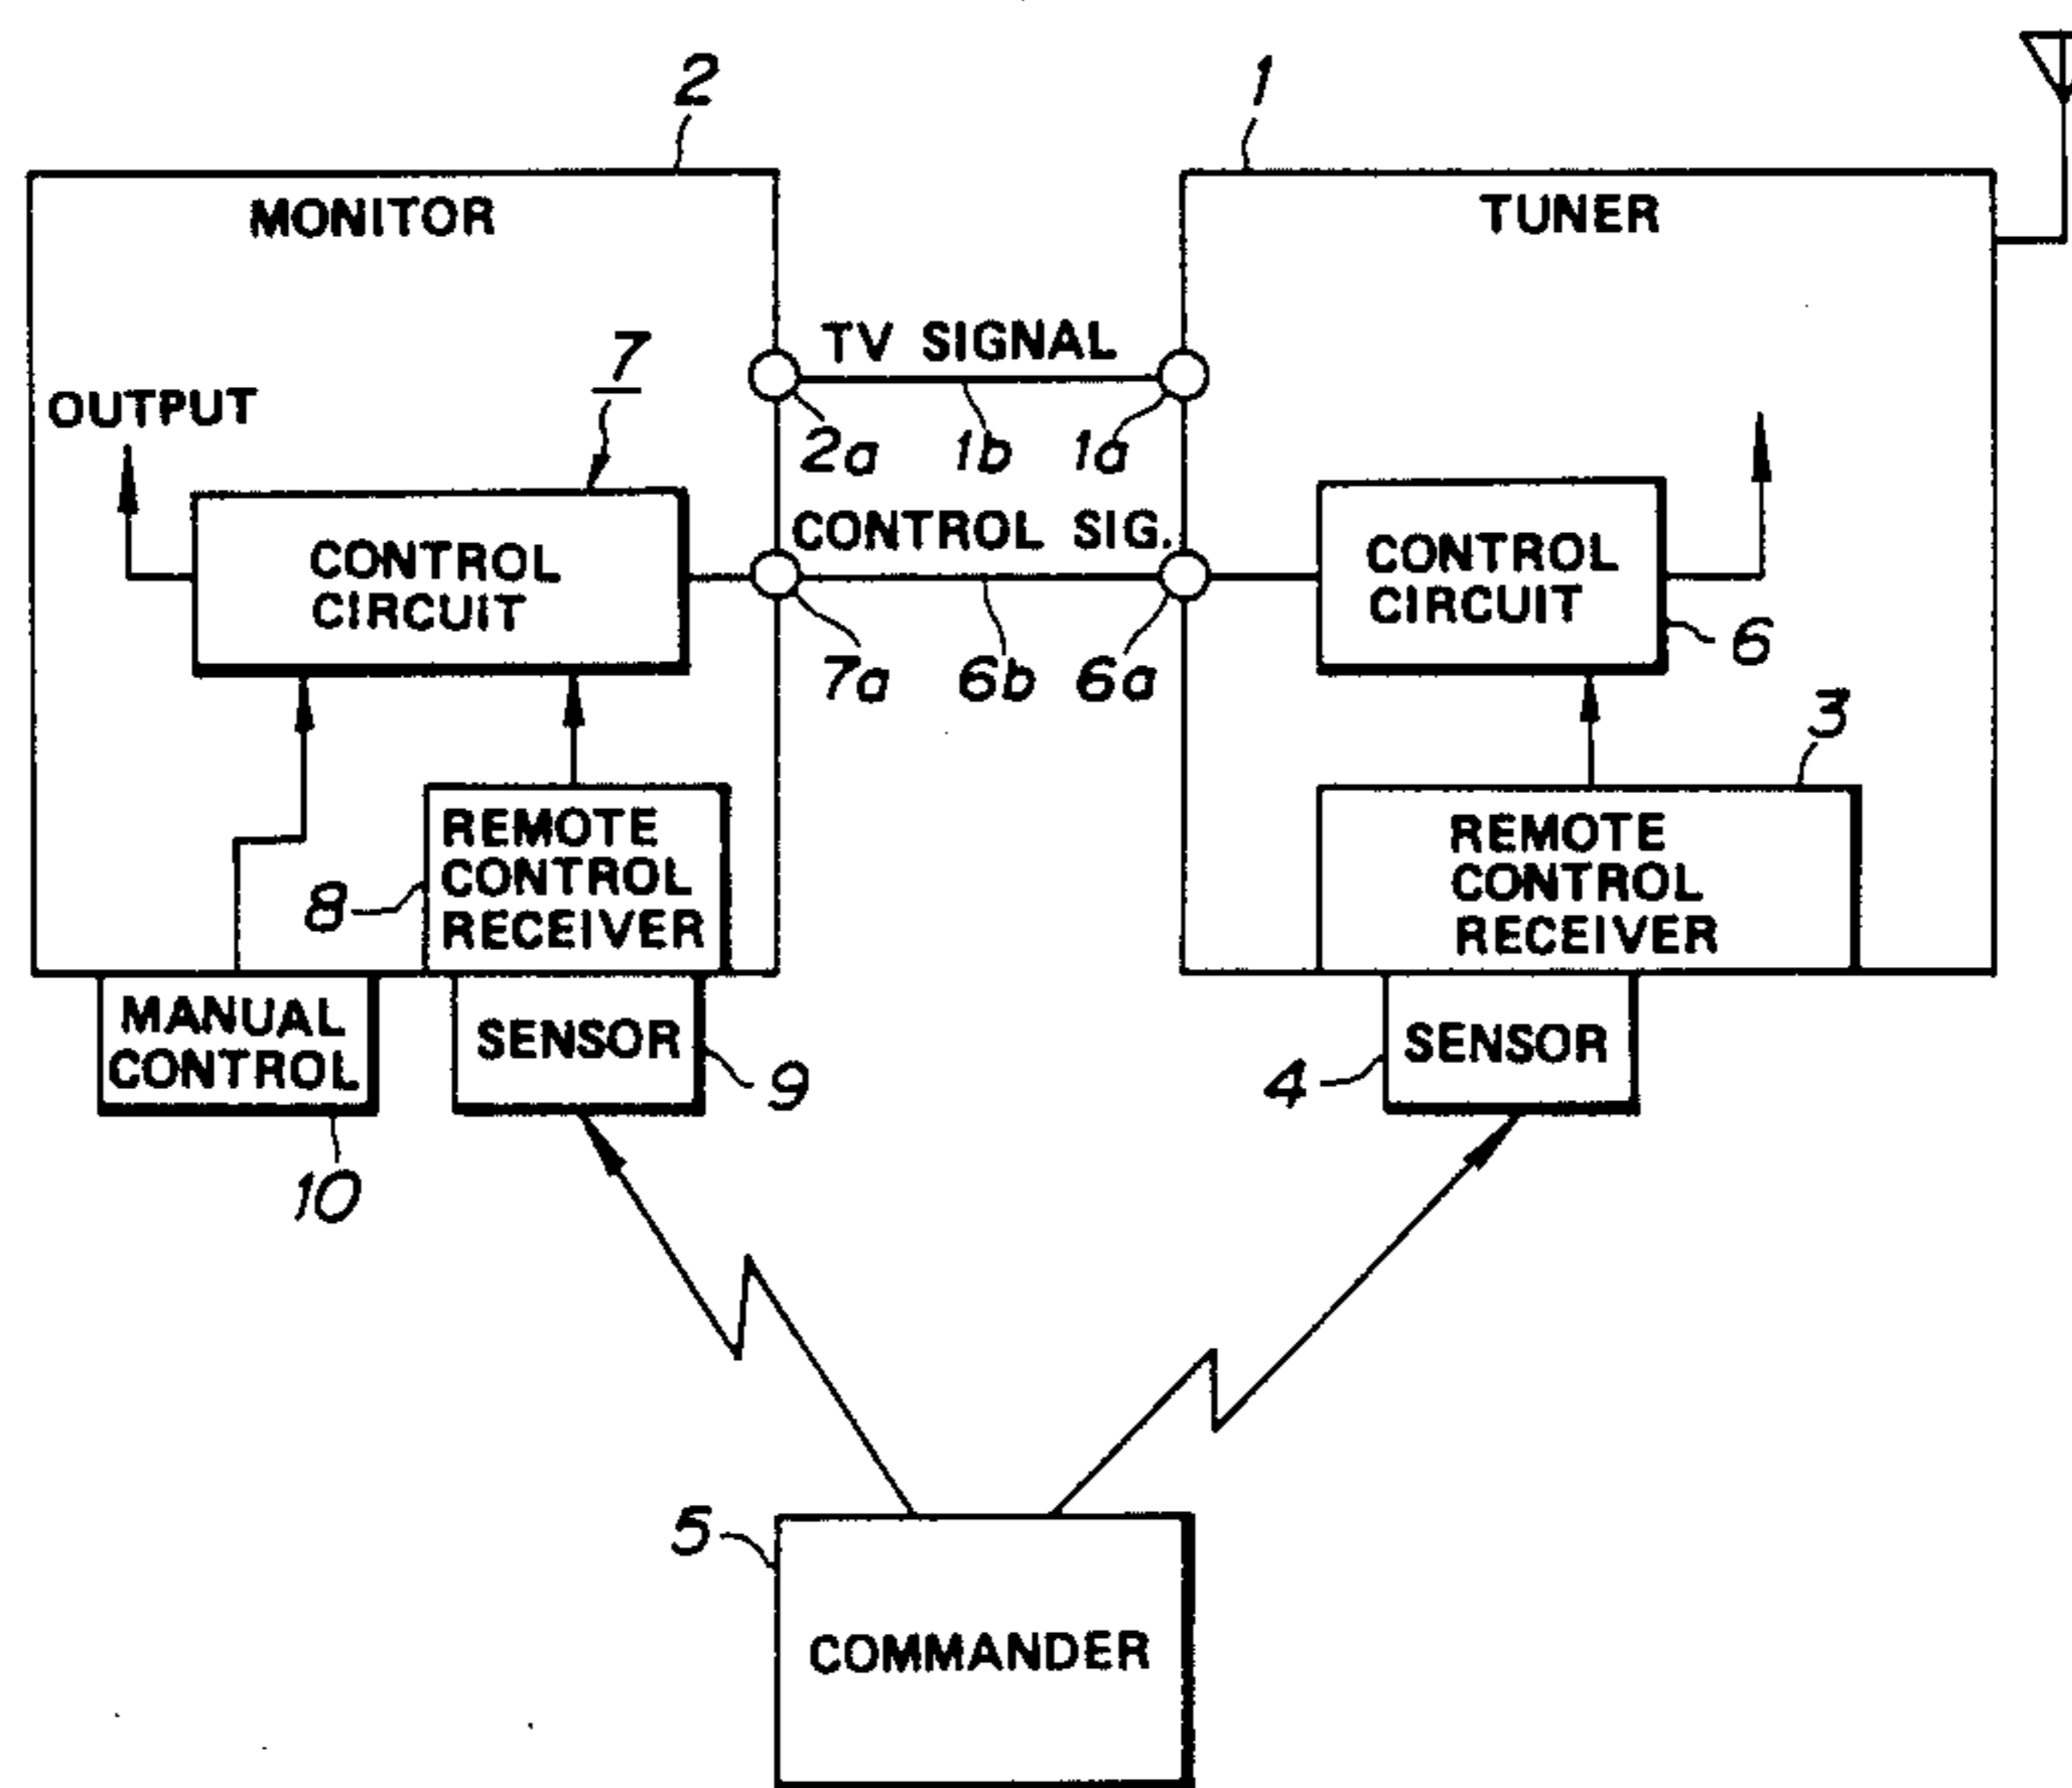 2
1
MONITOR
TUNER
TV SIGNAL
7
OUTPUT
2a
1b
1a
CONTROL SIG.
CONTROL
CIRCUIT
CONTROL
CIRCUIT
6
7a
6b
6a
3
REMOTE
CONTROL
RECEIVER
8
REMOTE
CONTROL
RECEIVER
MANUAL
CONTROL
SENSOR
9
4
SENSOR
10
5
COMMANDER